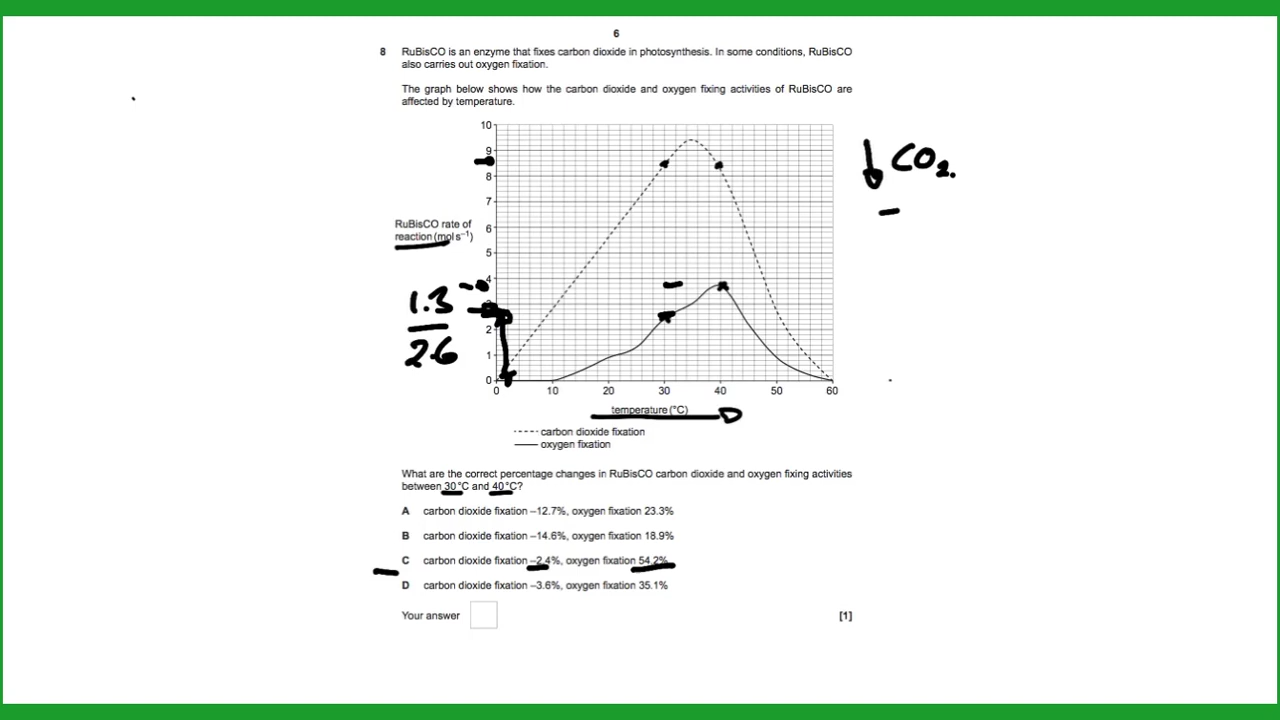 6
8 RuBisCO is an enzyme that fixes carbon dioxide in photosynthesis. In some conditions, RuBisCO
also carries out oxygen fixation.
The graph below shows how the carbon dioxide and oxygen fixing activities of RuBisCO are
affected by temperature.
10
9
8
7
6
5
4
3
2
1
0
RuBisCO rate of
reaction (mol s⁻¹)
1.3
26
↓ CO₂.
0 10 20 30 40 50 60
temperature (°C)
carbon dioxide fixation
oxygen fixation
What are the correct percentage changes in RuBisCO carbon dioxide and oxygen fixing activities
between 30 °C and 40 °C?
A carbon dioxide fixation –12.7%, oxygen fixation 23.3%
B carbon dioxide fixation –14.6%, oxygen fixation 18.9%
C carbon dioxide fixation –2.4%, oxygen fixation 54.2%
D carbon dioxide fixation –3.6%, oxygen fixation 35.1%
Your answer [1]